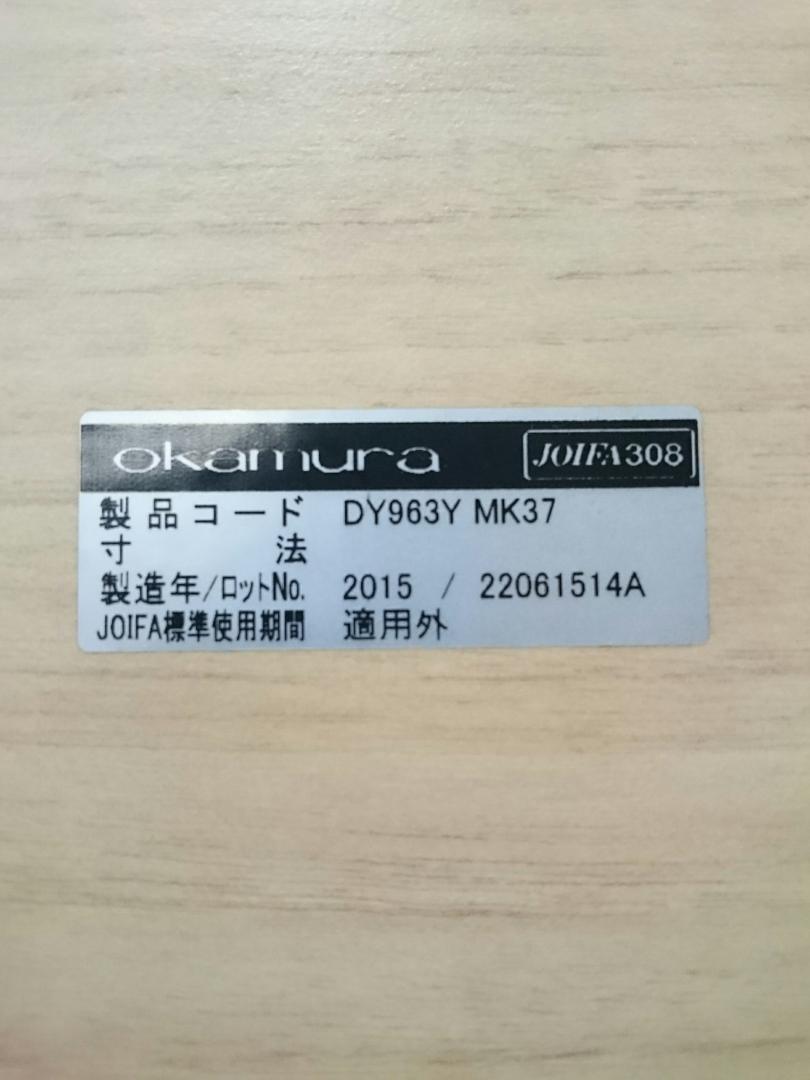 okamura JOIFA308
製品コード DY963Y MK37
寸法
製造年/ロットNo. 2015 / 22061514A
JOIFA標準使用期間 適用外